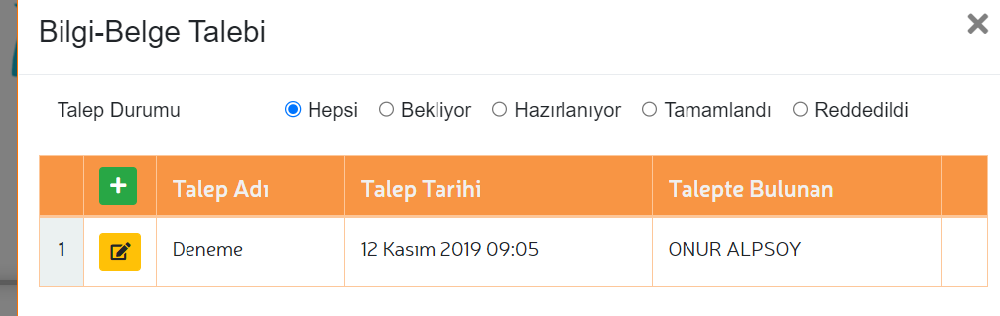 Bilgi-Belge Talebi
Talep Durumu Hepsi Bekliyor Hazırlanıyor Tamamlandı Reddedildi
Talep Adı Talep Tarihi Talepte Bulunan
1 Deneme 12 Kasım 2019 09:05 ONUR ALPSOY